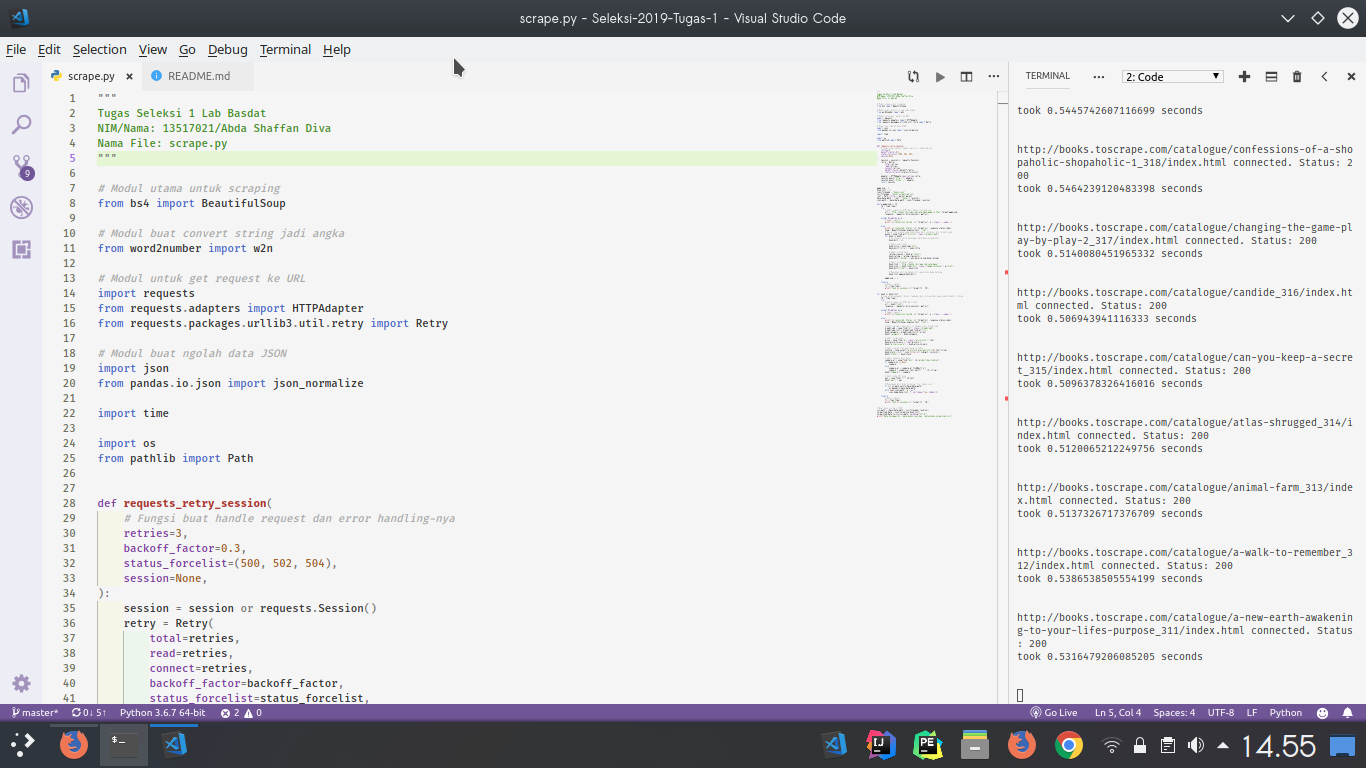 scrape.py - Seleksi-2019-Tugas-1 - Visual Studio Code
File Edit Selection View Go Debug Terminal Help
scrape.py README.md
1 """
2 Tugas Seleksi 1 Lab Basdat
3 NIM/Nama: 13517021/Abda Shaffan Diva
4 Nama File: scrape.py
5 """
6
7 # Modul utama untuk scraping
8 from bs4 import BeautifulSoup
9
10 # Modul buat convert string jadi angka
11 from word2number import w2n
12
13 # Modul untuk get request ke URL
14 import requests
15 from requests.adapters import HTTPAdapter
16 from requests.packages.urllib3.util.retry import Retry
17
18 # Modul buat ngolah data JSON
19 import json
20 from pandas.io.json import json_normalize
21
22 import time
23
24 import os
25 from pathlib import Path
26
27
28 def requests_retry_session(
29 # Fungsi buat handle request dan error handling-nya
30 retries=3,
31 backoff_factor=0.3,
32 status_forcelist=(500, 502, 504),
33 session=None,
34 ):
35 session = session or requests.Session()
36 retry = Retry(
37 total=retries,
38 read=retries,
39 connect=retries,
40 backoff_factor=backoff_factor,
41 status_forcelist=status_forcelist,
TERMINAL ··· 2: Code
took 0.5445742607116699 seconds
http://books.toscrape.com/catalogue/confessions-of-a-sho
paholic-shopaholic-1_318/index.html connected. Status: 2
00
took 0.5464239120483398 seconds
http://books.toscrape.com/catalogue/changing-the-game-pl
ay-by-play-2_317/index.html connected. Status: 200
took 0.5140080451965332 seconds
http://books.toscrape.com/catalogue/candide_316/index.ht
ml connected. Status: 200
took 0.506943941116333 seconds
http://books.toscrape.com/catalogue/can-you-keep-a-secre
t_315/index.html connected. Status: 200
took 0.5096378326416016 seconds
http://books.toscrape.com/catalogue/atlas-shrugged_314/i
ndex.html connected. Status: 200
took 0.5120065212249756 seconds
http://books.toscrape.com/catalogue/animal-farm_313/inde
x.html connected. Status: 200
took 0.5137326717376709 seconds
http://books.toscrape.com/catalogue/a-walk-to-remember_3
12/index.html connected. Status: 200
took 0.5386538505554199 seconds
http://books.toscrape.com/catalogue/a-new-earth-awakenin
g-to-your-lifes-purpose_311/index.html connected. Status
: 200
took 0.5316479206085205 seconds
9
master* 0↓ 5↑ Python 3.6.7 64-bit 2 0 Go Live Ln 5, Col 4 Spaces: 4 UTF-8 LF Python
$ _ IJ PE 14.55